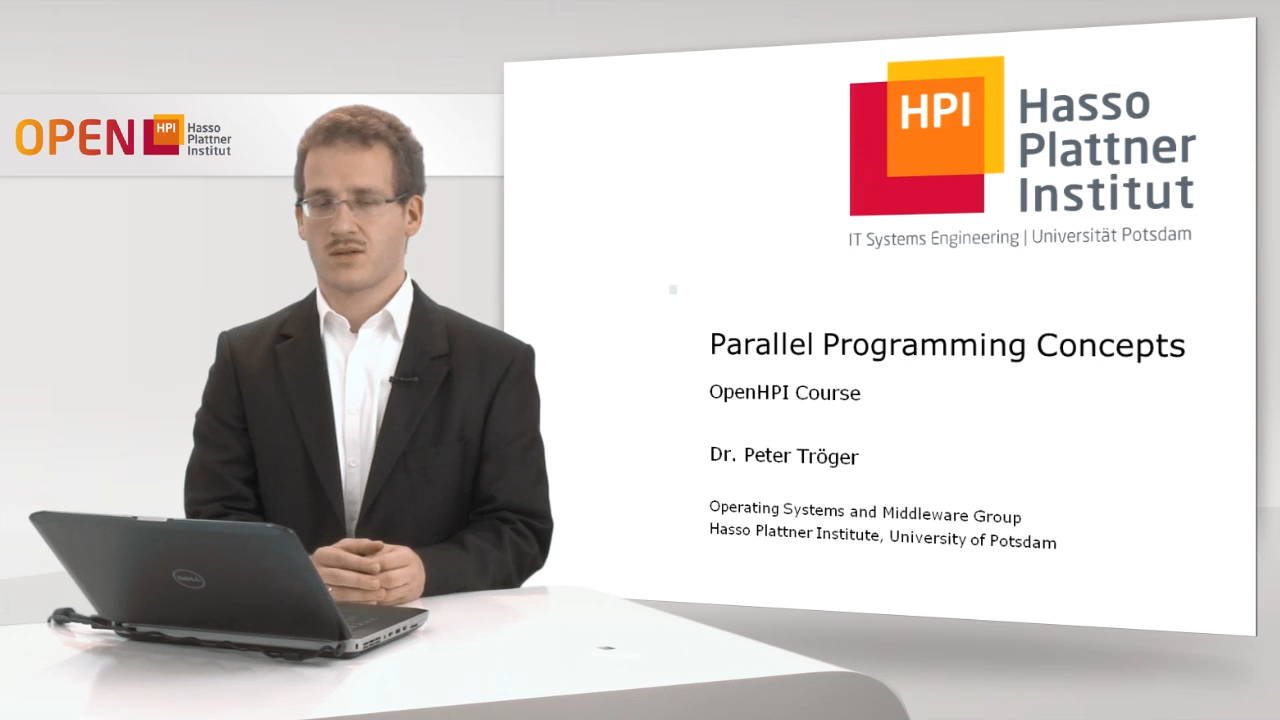 OPEN HPI Hasso
Plattner
Institut
HPI Hasso
Plattner
Institut
IT Systems Engineering | Universität Potsdam
Parallel Programming Concepts
OpenHPI Course
Dr. Peter Tröger
Operating Systems and Middleware Group
Hasso Plattner Institute, University of Potsdam
DELL